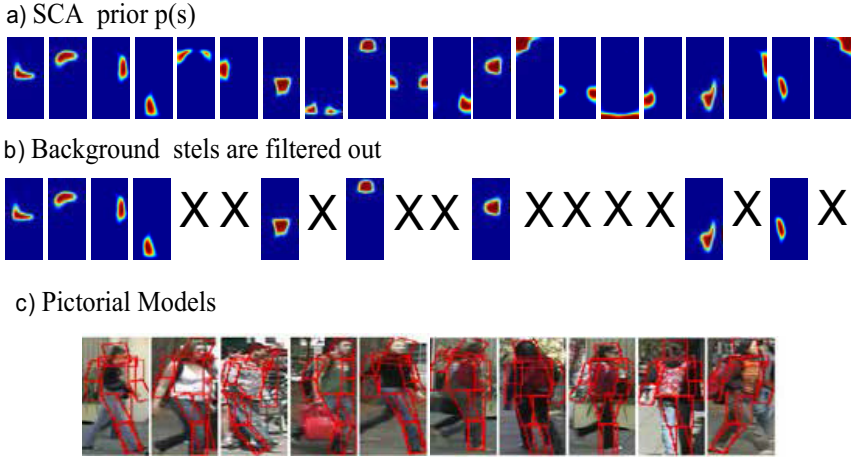 a) SCA prior p(s)
b) Background stels are filtered out
X X X X X X X X X X X
c) Pictorial Models